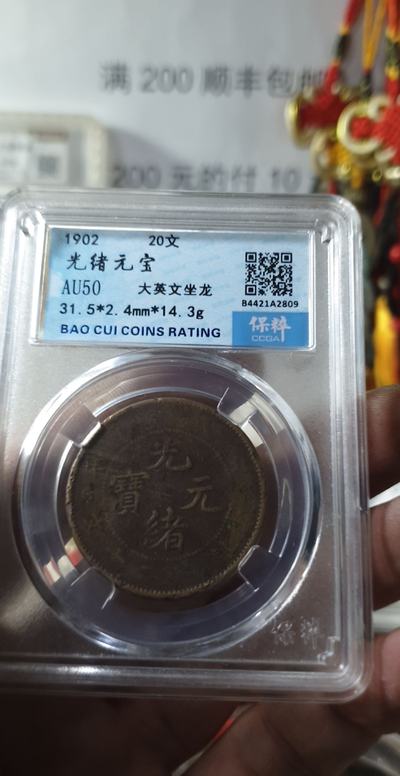 满 200 顺丰包邮
200 元的付 10
1902 20文
光绪元宝
AU50 大英文坐龙
B4421A2809
31.5*2.4mm*14.3g
保粹
CCGA
BAO CUI COINS RATING
光
寶 元
緒
保粹